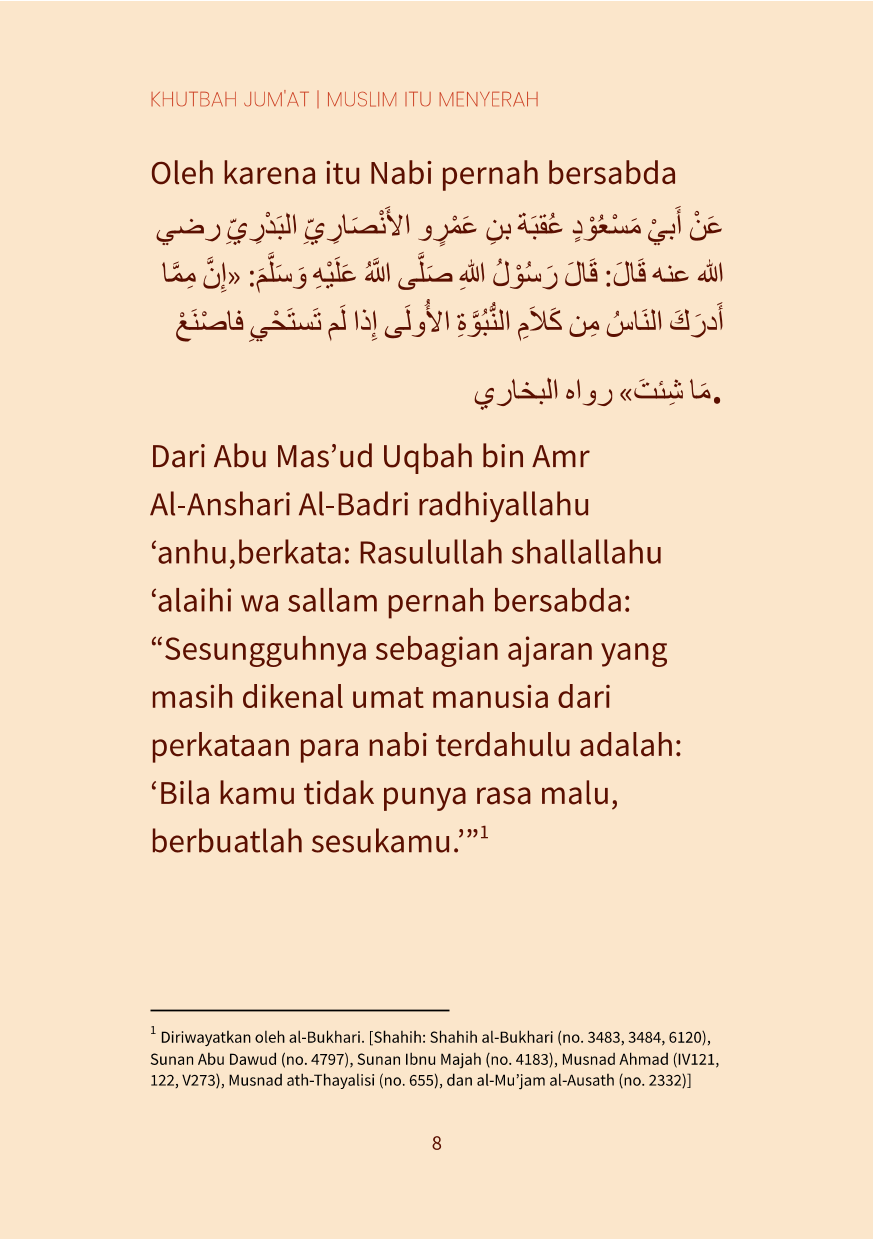 KHUTBAH JUM'AT | MUSLIM ITU MENYERAH
Oleh karena itu Nabi pernah bersabda
عَنْ أَبيْ مَسْعُوْدٍ عُقبَة بنِ عَمْرٍو الأَنْصَارِيِّ البَدْرِيِّ رضي
الله عنه قَالَ: قَالَ رَسُوْلُ اللهِ صَلَّى اللَّهُ عَلَيْهِ وَسَلَّمَ: «إِنَّ مِمَّا
أَدرَكَ النَاسُ مِن كَلاَمِ النُّبُوَّةِ الأُولَى إِذا لَم تَستَحْيِ فاصْنَعْ
.مَا شِئتَ» رواه البخاري
Dari Abu Mas’ud Uqbah bin Amr
Al-Anshari Al-Badri radhiyallahu
‘anhu,berkata: Rasulullah shallallahu
‘alaihi wa sallam pernah bersabda:
“Sesungguhnya sebagian ajaran yang
masih dikenal umat manusia dari
perkataan para nabi terdahulu adalah:
‘Bila kamu tidak punya rasa malu,
berbuatlah sesukamu.’”1
1 Diriwayatkan oleh al-Bukhari. [Shahih: Shahih al-Bukhari (no. 3483, 3484, 6120),
Sunan Abu Dawud (no. 4797), Sunan Ibnu Majah (no. 4183), Musnad Ahmad (IV121,
122, V273), Musnad ath-Thayalisi (no. 655), dan al-Mu’jam al-Ausath (no. 2332)]
8